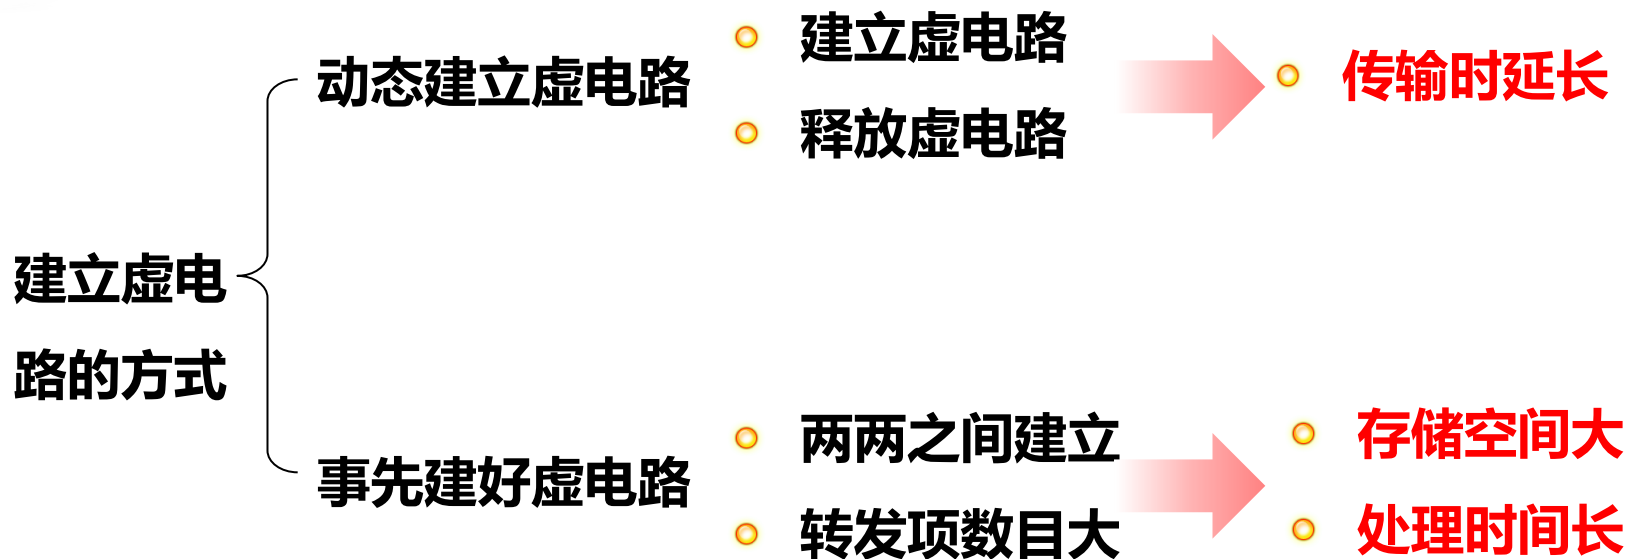 建立虚电
路的方式
动态建立虚电路
建立虚电路
释放虚电路
传输时延长
事先建好虚电路
两两之间建立
转发项数目大
存储空间大
处理时间长